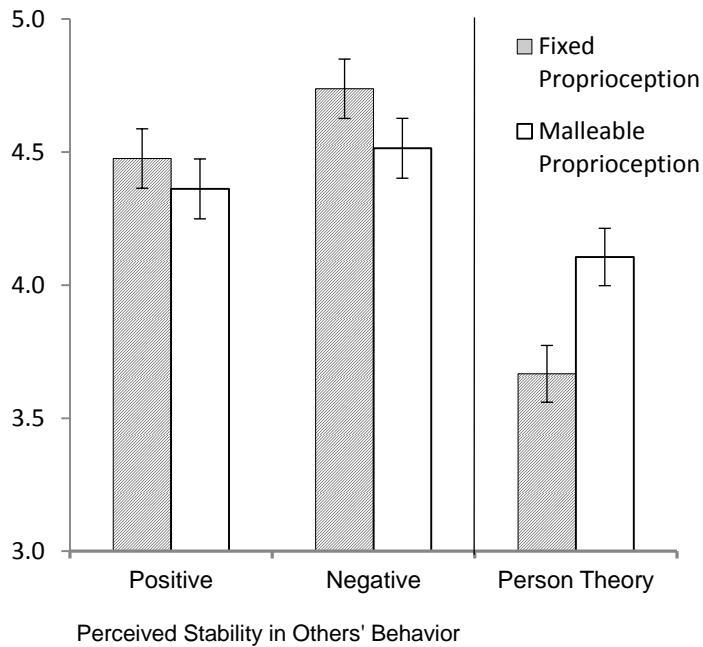 5.0
4.5
4.0
3.5
3.0
Fixed
Proprioception
Malleable
Proprioception
Positive
Negative
Person Theory
Perceived Stability in Others' Behavior